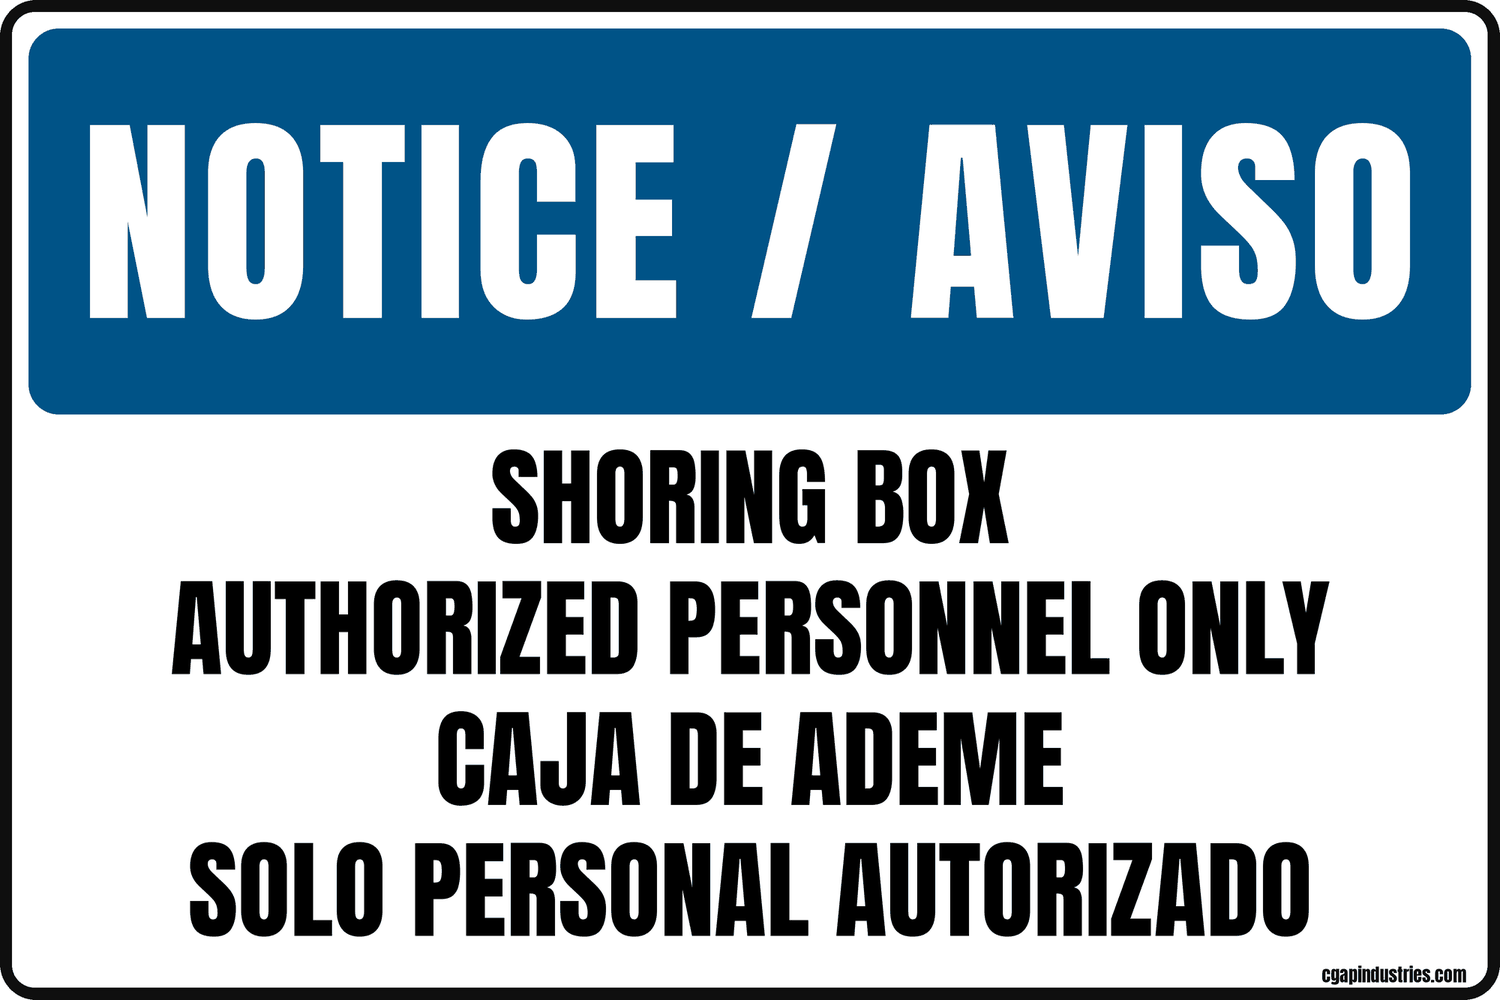 NOTICE / AVISO
SHORING BOX
AUTHORIZED PERSONNEL ONLY
CAJA DE ADEME
SOLO PERSONAL AUTORIZADO
cgapindustries.com